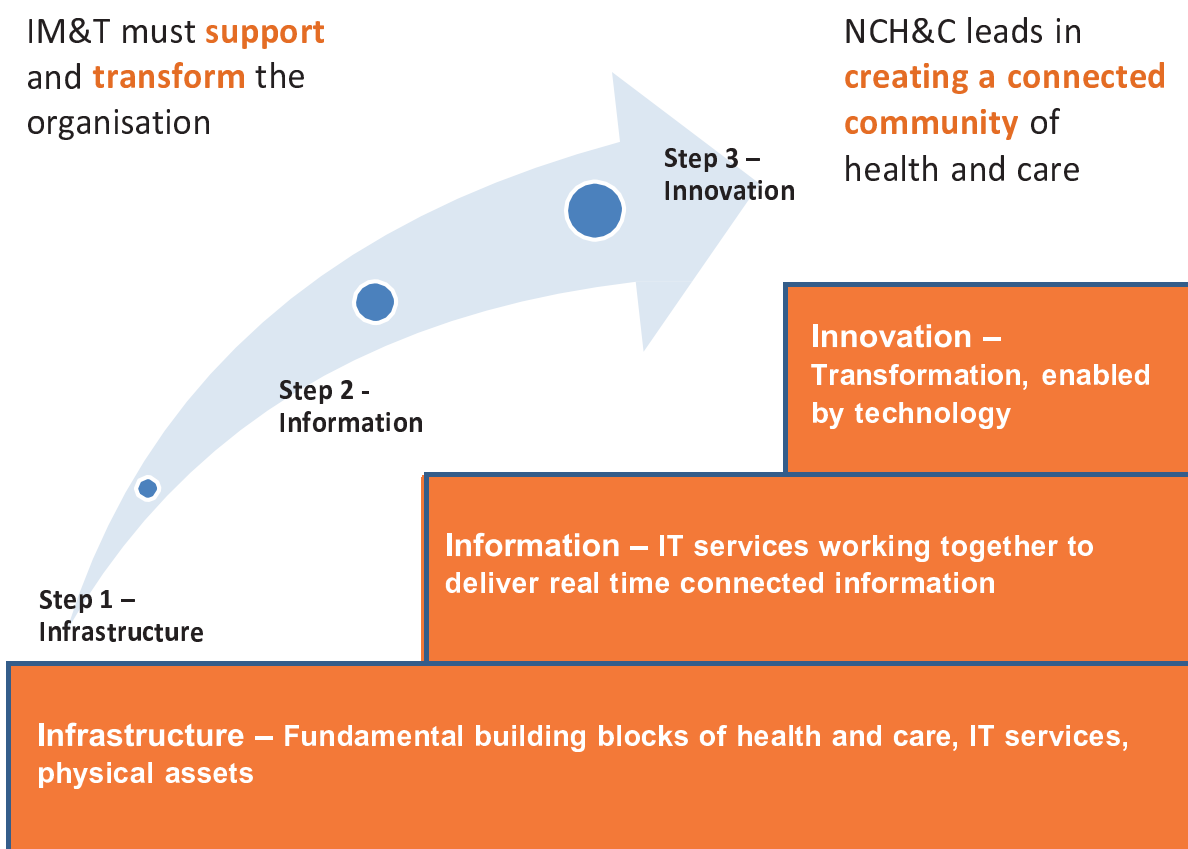 IM&T must support
and transform the
organisation
NCH&C leads in
creating a connected
community of
health and care
Step 3 –
Innovation
Step 2 -
Information
Step 1 –
Infrastructure
Innovation –
Transformation, enabled
by technology
Information – IT services working together to
deliver real time connected information
Infrastructure – Fundamental building blocks of health and care, IT services,
physical assets